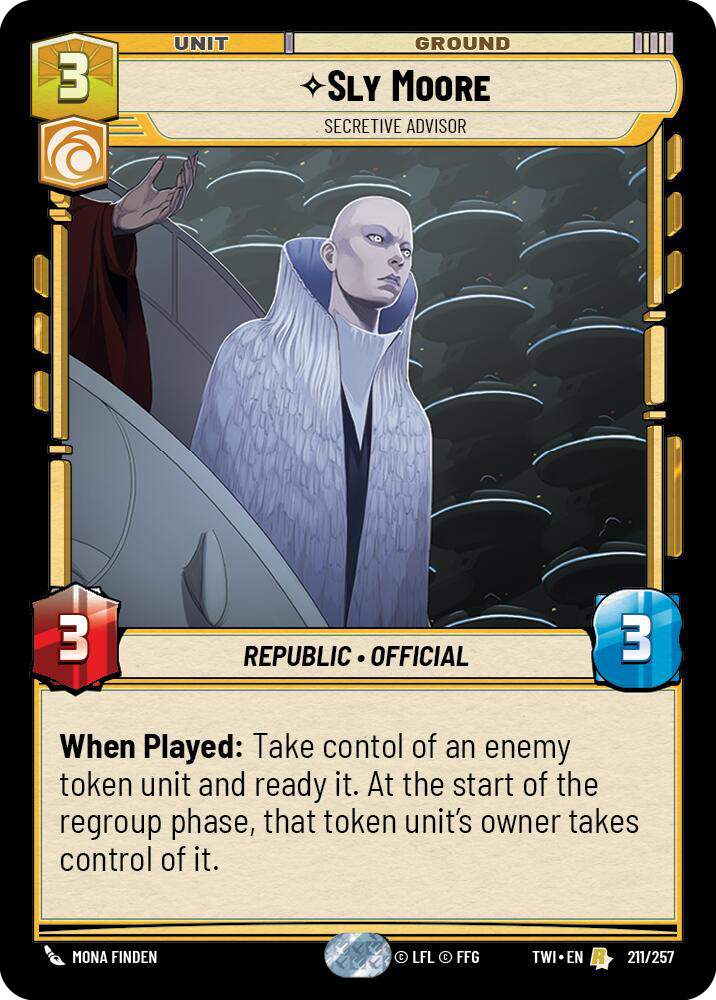 UNIT GROUND
3
✧SLY MOORE
SECRETIVE ADVISOR
3
REPUBLIC • OFFICIAL
3
When Played: Take contol of an enemy
token unit and ready it. At the start of the
regroup phase, that token unit's owner takes
control of it.
MONA FINDEN © LFL © FFG TWI • EN R 211/257